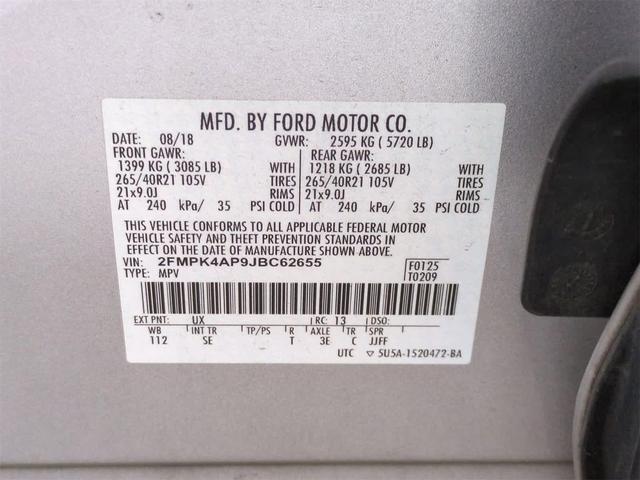 MFD. BY FORD MOTOR CO.
DATE: 08/18 GVWR: 2595 KG ( 5720 LB)
FRONT GAWR: REAR GAWR:
1399 KG ( 3085 LB) WITH 1218 KG ( 2685 LB) WITH
265/40R21 105V TIRES 265/40R21 105V TIRES
21x9.0J RIMS 21x9.0J RIMS
AT 240 kPa/ 35 PSI COLD AT 240 kPa/ 35 PSI COLD
THIS VEHICLE CONFORMS TO ALL APPLICABLE FEDERAL MOTOR
VEHICLE SAFETY AND THEFT PREVENTION STANDARDS IN
EFFECT ON THE DATE OF MANUFACTURE SHOWN ABOVE.
VIN: 2FMPK4AP9JBC62655 F0125
TYPE: MPV T0209
EXT PNT: UX RC: 13 DSO:
WB INT TR TP/PS R AXLE TR SPR
112 SE T 3E C JJFF
UTC ▽ 5U5A-1520472-BA